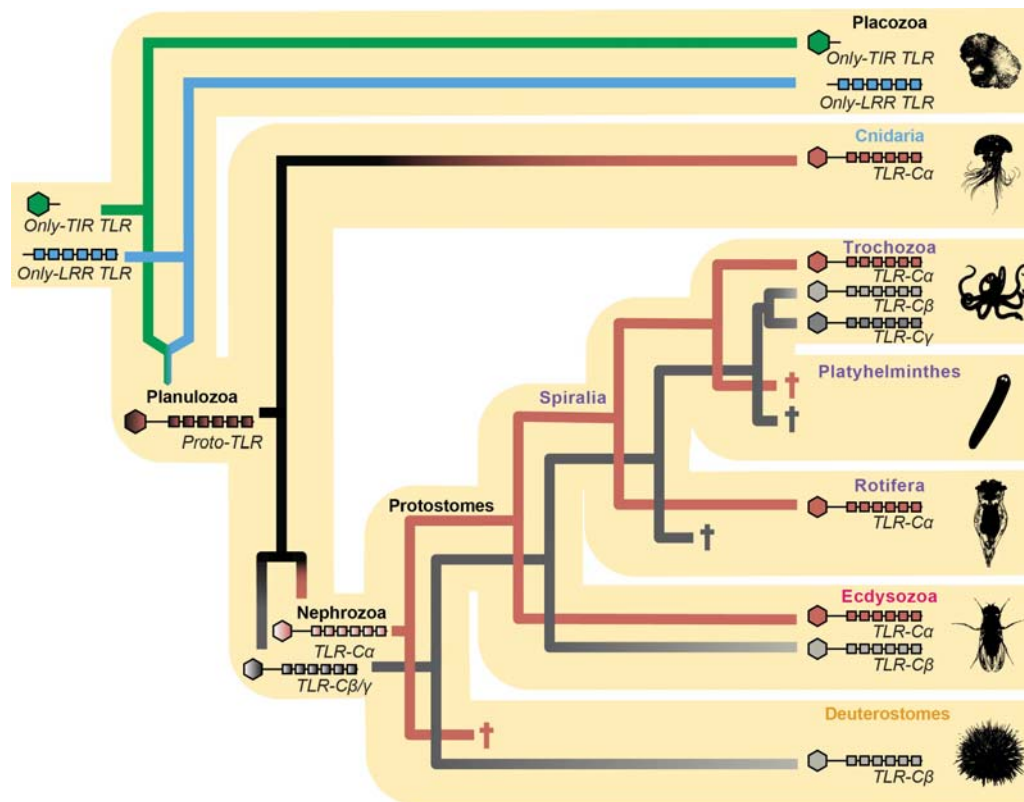 Placozoa
Only-TIR TLR
Only-LRR TLR
Cnidaria
TLR-Cα
Only-TIR TLR
Only-LRR TLR
Trochozoa
TLR-Cα
TLR-Cβ
TLR-Cγ
Planulozoa
Proto-TLR
Spiralia
Platyhelminthes
†
†
Rotifera
TLR-Cα
†
Protostomes
Nephrozoa
TLR-Cα
TLR-Cβ/γ
Ecdysozoa
TLR-Cα
TLR-Cβ
Deuterostomes
†
TLR-Cβ